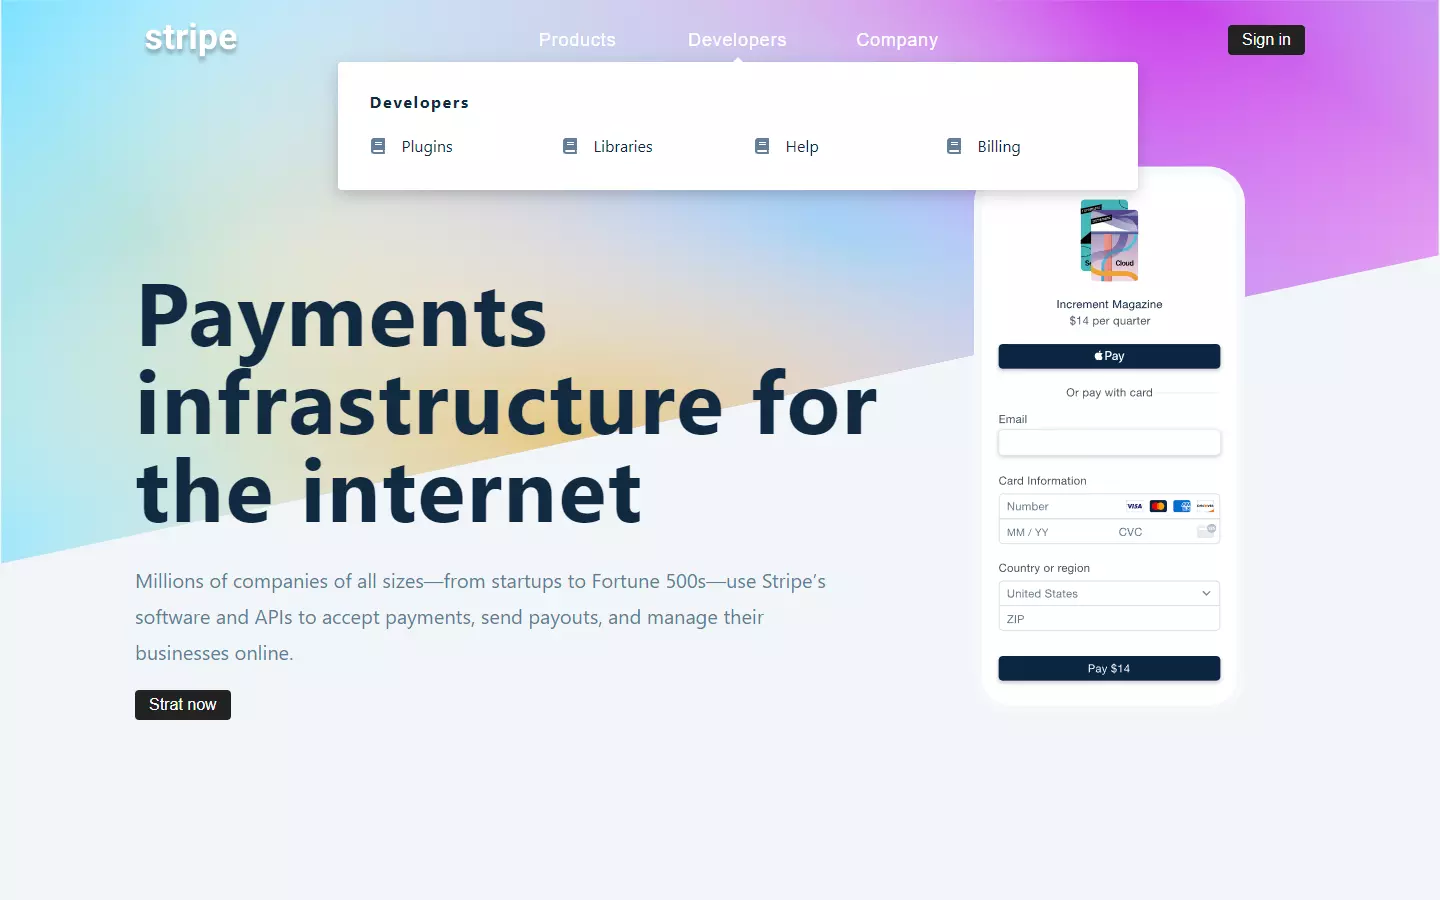 stripe
Products Developers Company
Sign in
Developers
Plugins Libraries Help Billing
Payments
infrastructure for
the internet
Millions of companies of all sizes—from startups to Fortune 500s—use Stripe’s
software and APIs to accept payments, send payouts, and manage their
businesses online.
Strat now
Cloud
Increment Magazine
$14 per quarter
Pay
Or pay with card
Email
Card Information
Number VISA
MM / YY CVC
Country or region
United States
ZIP
Pay $14